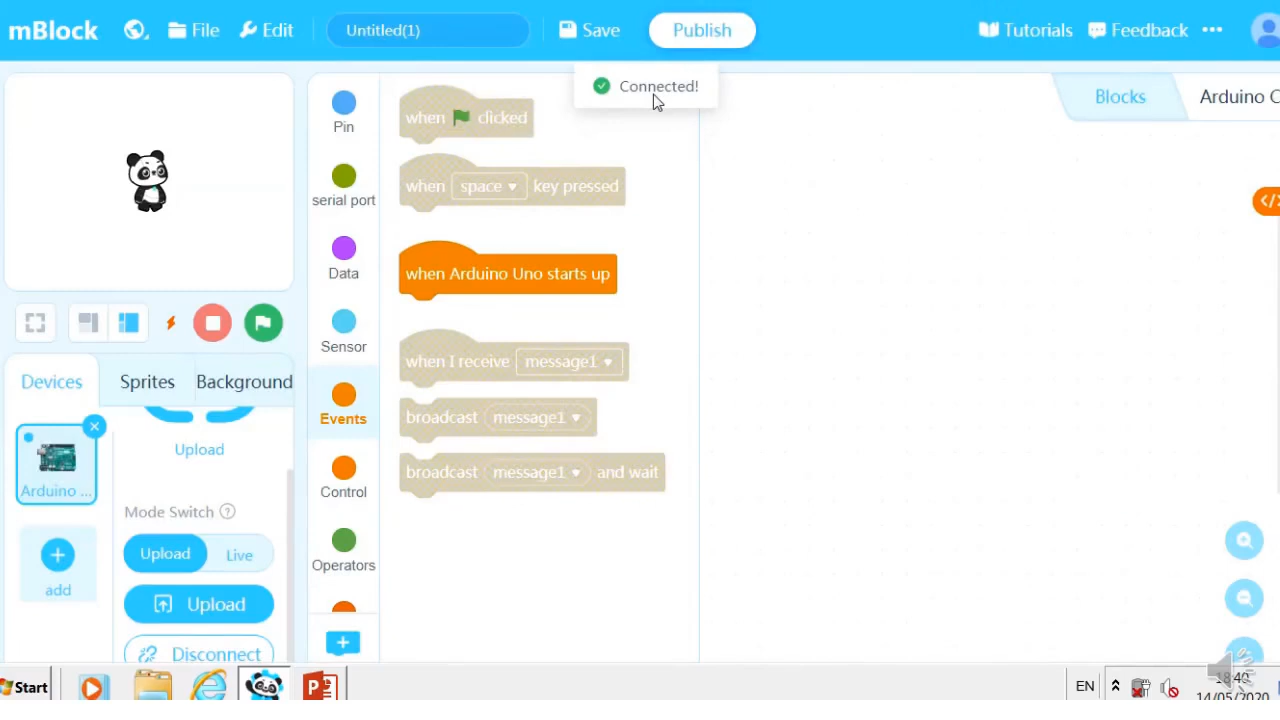 mBlock File Edit Untitled(1) Save Publish Tutorials Feedback
Connected!
Blocks Arduino C
Pin
serial port
Data
Sensor
Events
Control
Operators
when clicked
when space key pressed
when Arduino Uno starts up
when I receive message1
broadcast message1
broadcast message1 and wait
Devices Sprites Background
Arduino ...
add
Upload
Mode Switch ?
Upload Live
Upload
Disconnect
Start EN 18:40
14/05/2020